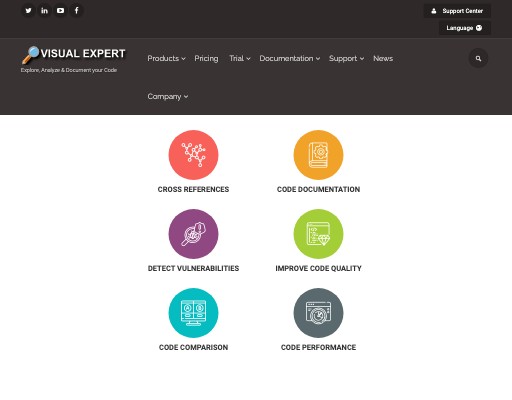 Support Center
Language
VISUAL EXPERT
Explore, Analyze & Document your Code
Products Pricing Trial Documentation Support News
Company
CROSS REFERENCES CODE DOCUMENTATION
DETECT VULNERABILITIES IMPROVE CODE QUALITY
A B
CODE COMPARISON CODE PERFORMANCE